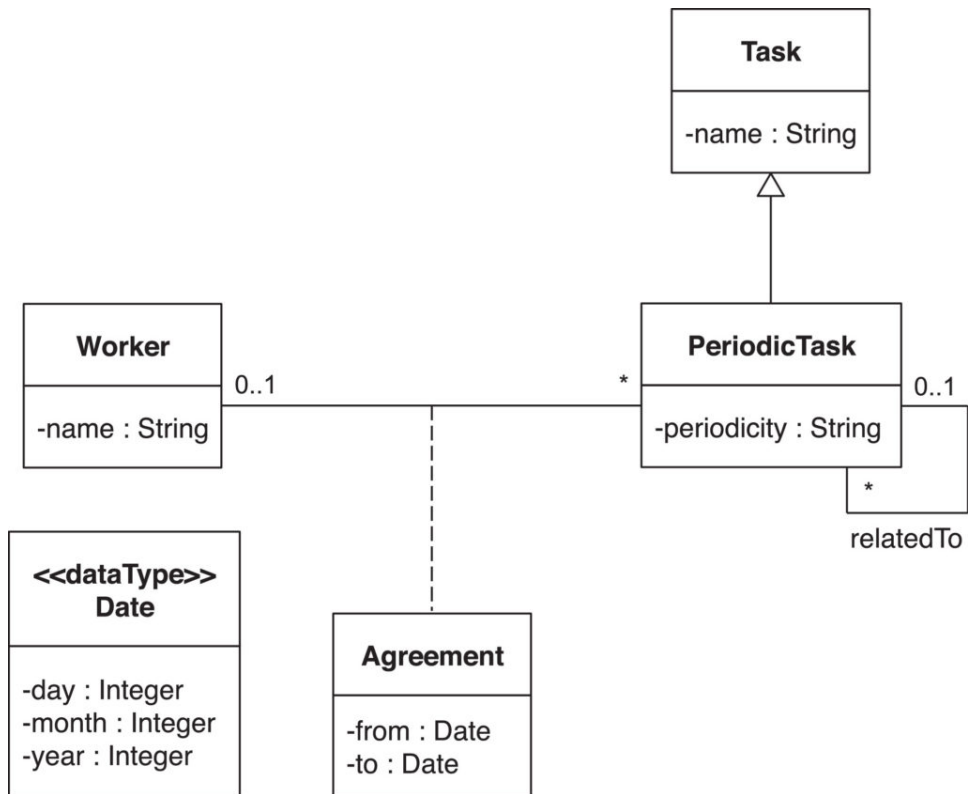 Task
-name : String
Worker
-name : String
0..1
*
PeriodicTask
-periodicity : String
0..1
*
relatedTo
<<dataType>>
Date
-day : Integer
-month : Integer
-year : Integer
Agreement
-from : Date
-to : Date